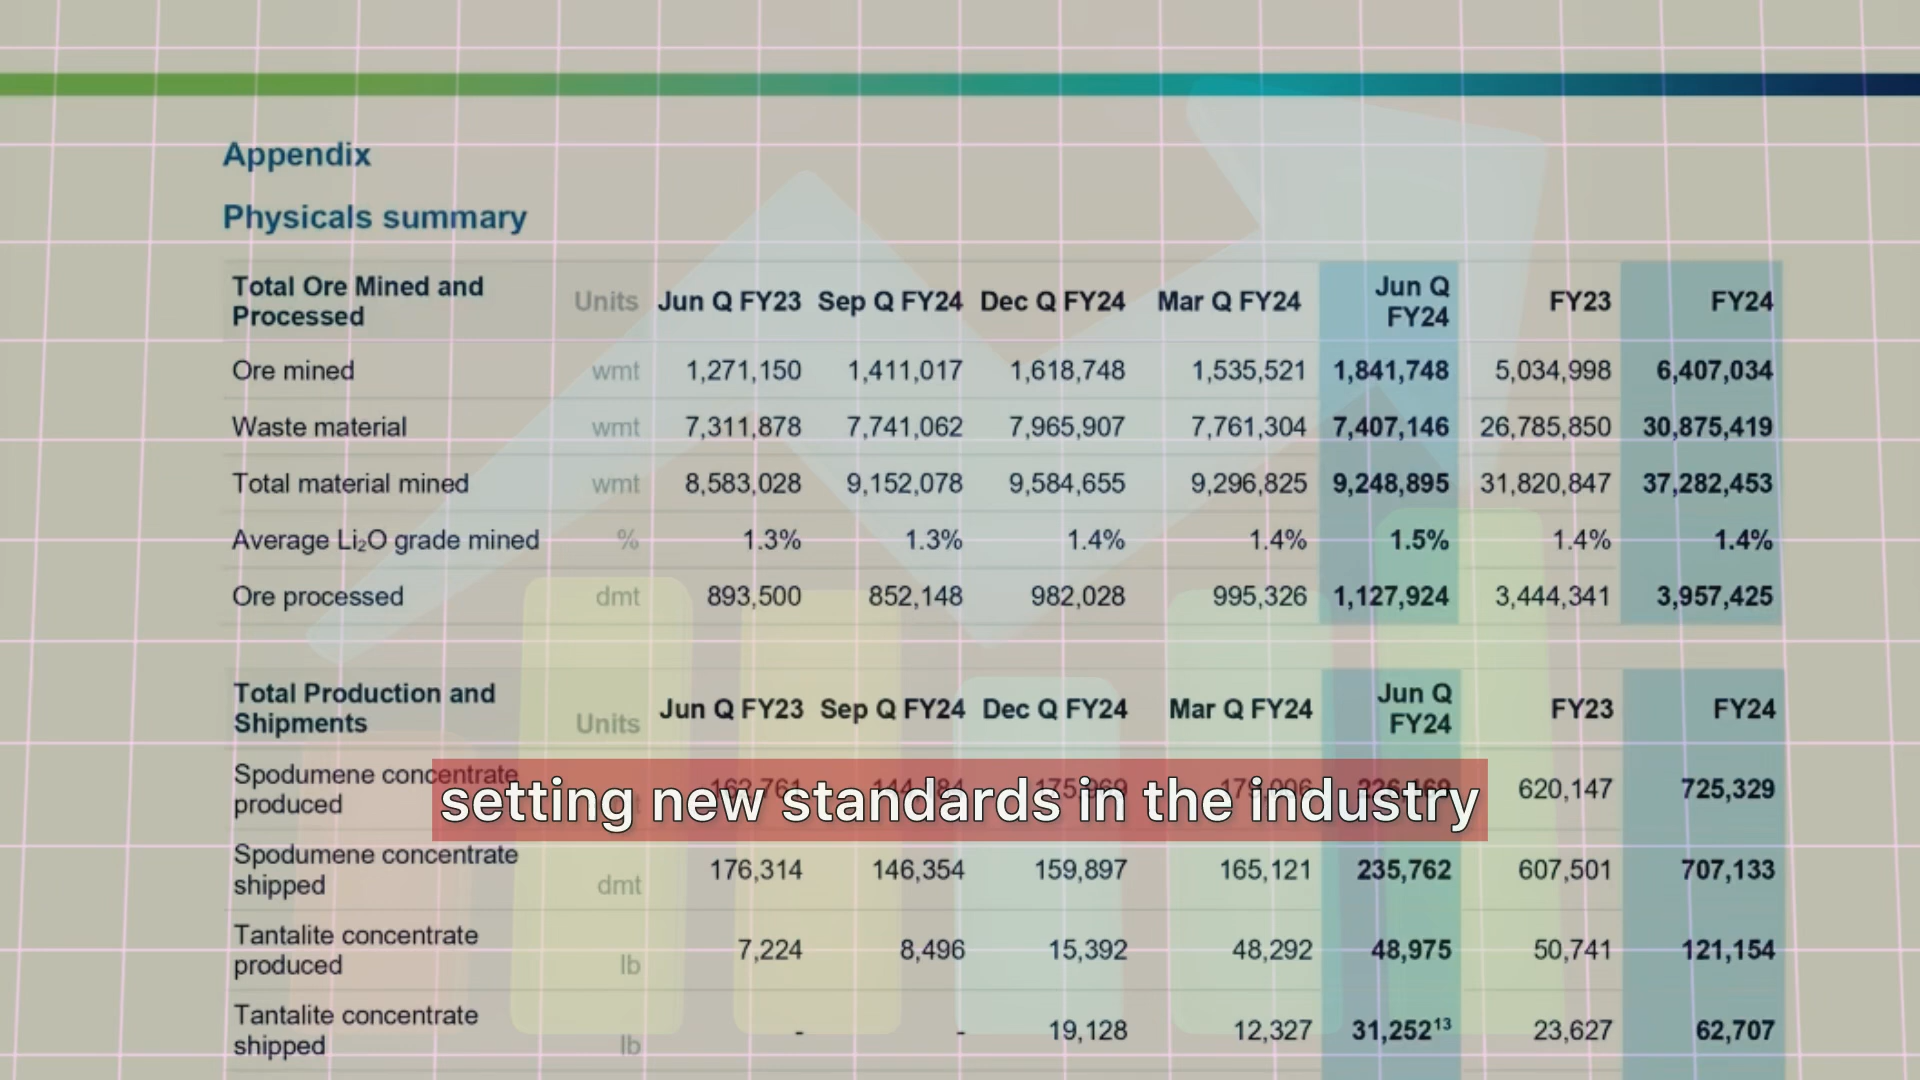 Appendix
Physicals summary
Total Ore Mined and Processed Units Jun Q FY23 Sep Q FY24 Dec Q FY24 Mar Q FY24 Jun Q FY24 FY23 FY24
Ore mined wmt 1,271,150 1,411,017 1,618,748 1,535,521 1,841,748 5,034,998 6,407,034
Waste material wmt 7,311,878 7,741,062 7,965,907 7,761,304 7,407,146 26,785,850 30,875,419
Total material mined wmt 8,583,028 9,152,078 9,584,655 9,296,825 9,248,895 31,820,847 37,282,453
Average Li₂O grade mined % 1.3% 1.3% 1.4% 1.4% 1.5% 1.4% 1.4%
Ore processed dmt 893,500 852,148 982,028 995,326 1,127,924 3,444,341 3,957,425
Total Production and Shipments Units Jun Q FY23 Sep Q FY24 Dec Q FY24 Mar Q FY24 Jun Q FY24 FY23 FY24
Spodumene concentrate produced 620,147 725,329
setting new standards in the industry
Spodumene concentrate shipped dmt 176,314 146,354 159,897 165,121 235,762 607,501 707,133
Tantalite concentrate produced lb 7,224 8,496 15,392 48,292 48,975 50,741 121,154
Tantalite concentrate shipped lb - - 19,128 12,327 31,252¹³ 23,627 62,707